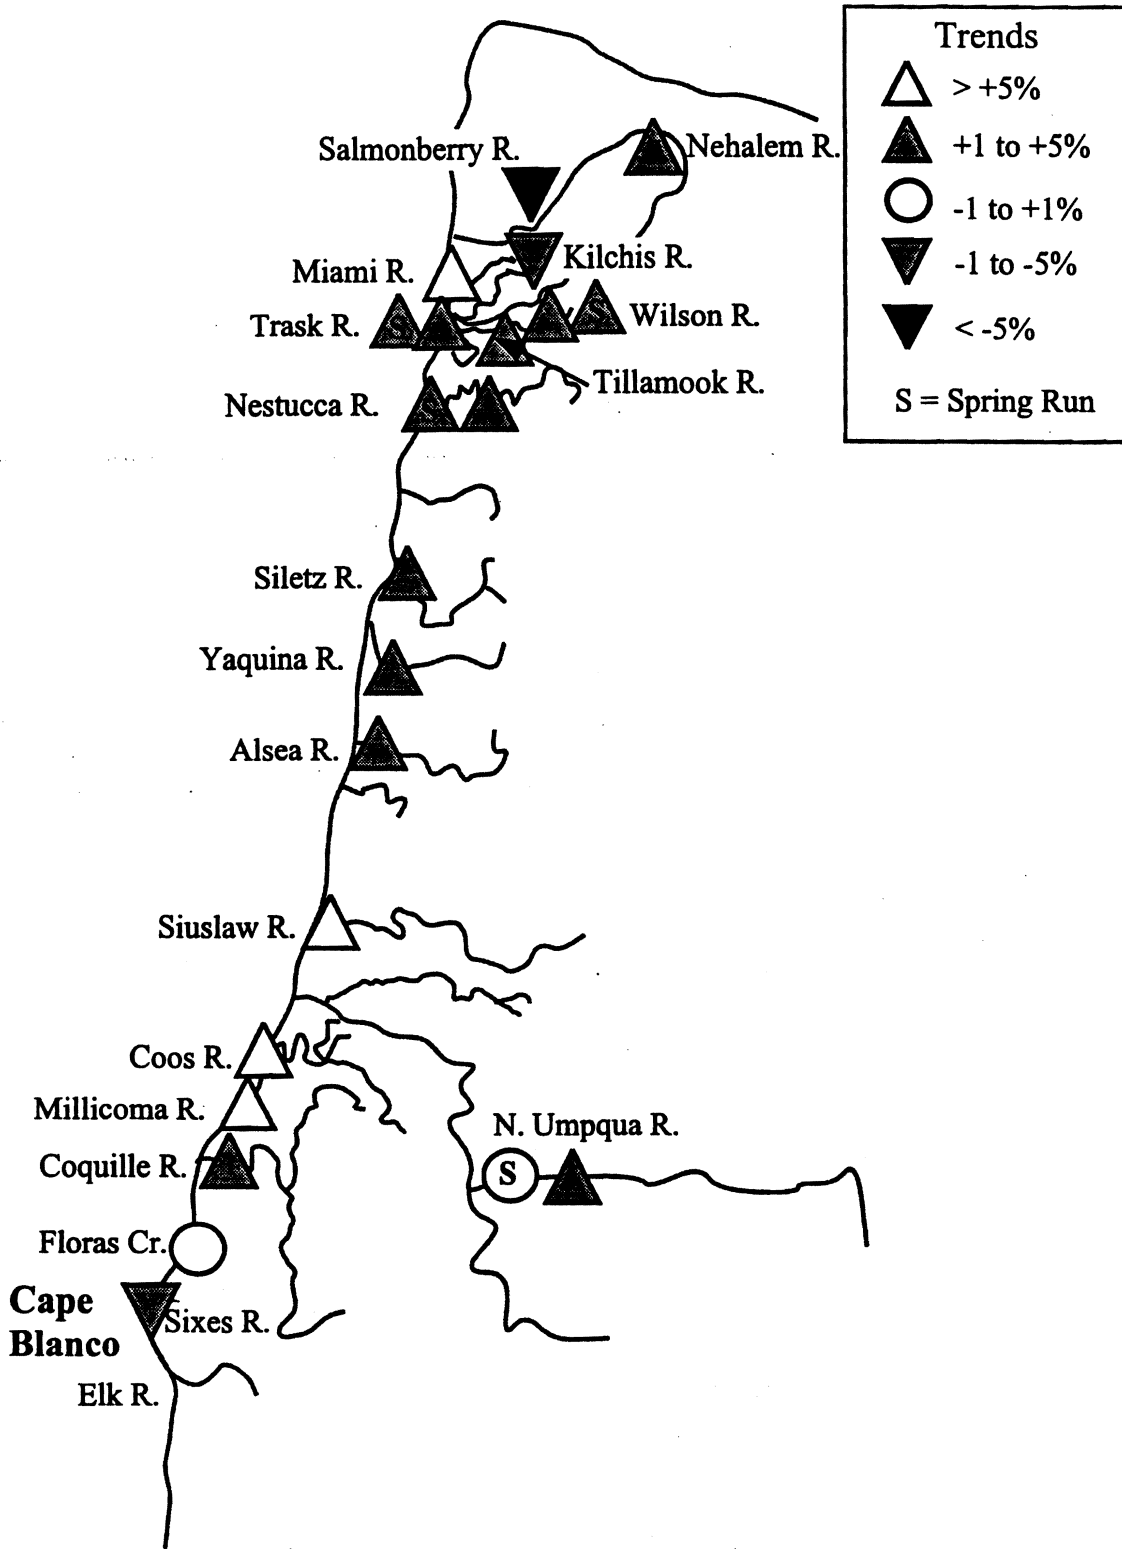 Trends
> +5%
+1 to +5%
-1 to +1%
-1 to -5%
< -5%
S = Spring Run
Salmonberry R.
Nehalem R.
Kilchis R.
Miami R.
Trask R.
S
S
Wilson R.
Tillamook R.
Nestucca R.
S
Siletz R.
Yaquina R.
Alsea R.
Siuslaw R.
Coos R.
Millicoma R.
N. Umpqua R.
Coquille R.
S
Floras Cr.
Cape
Blanco
Sixes R.
Elk R.